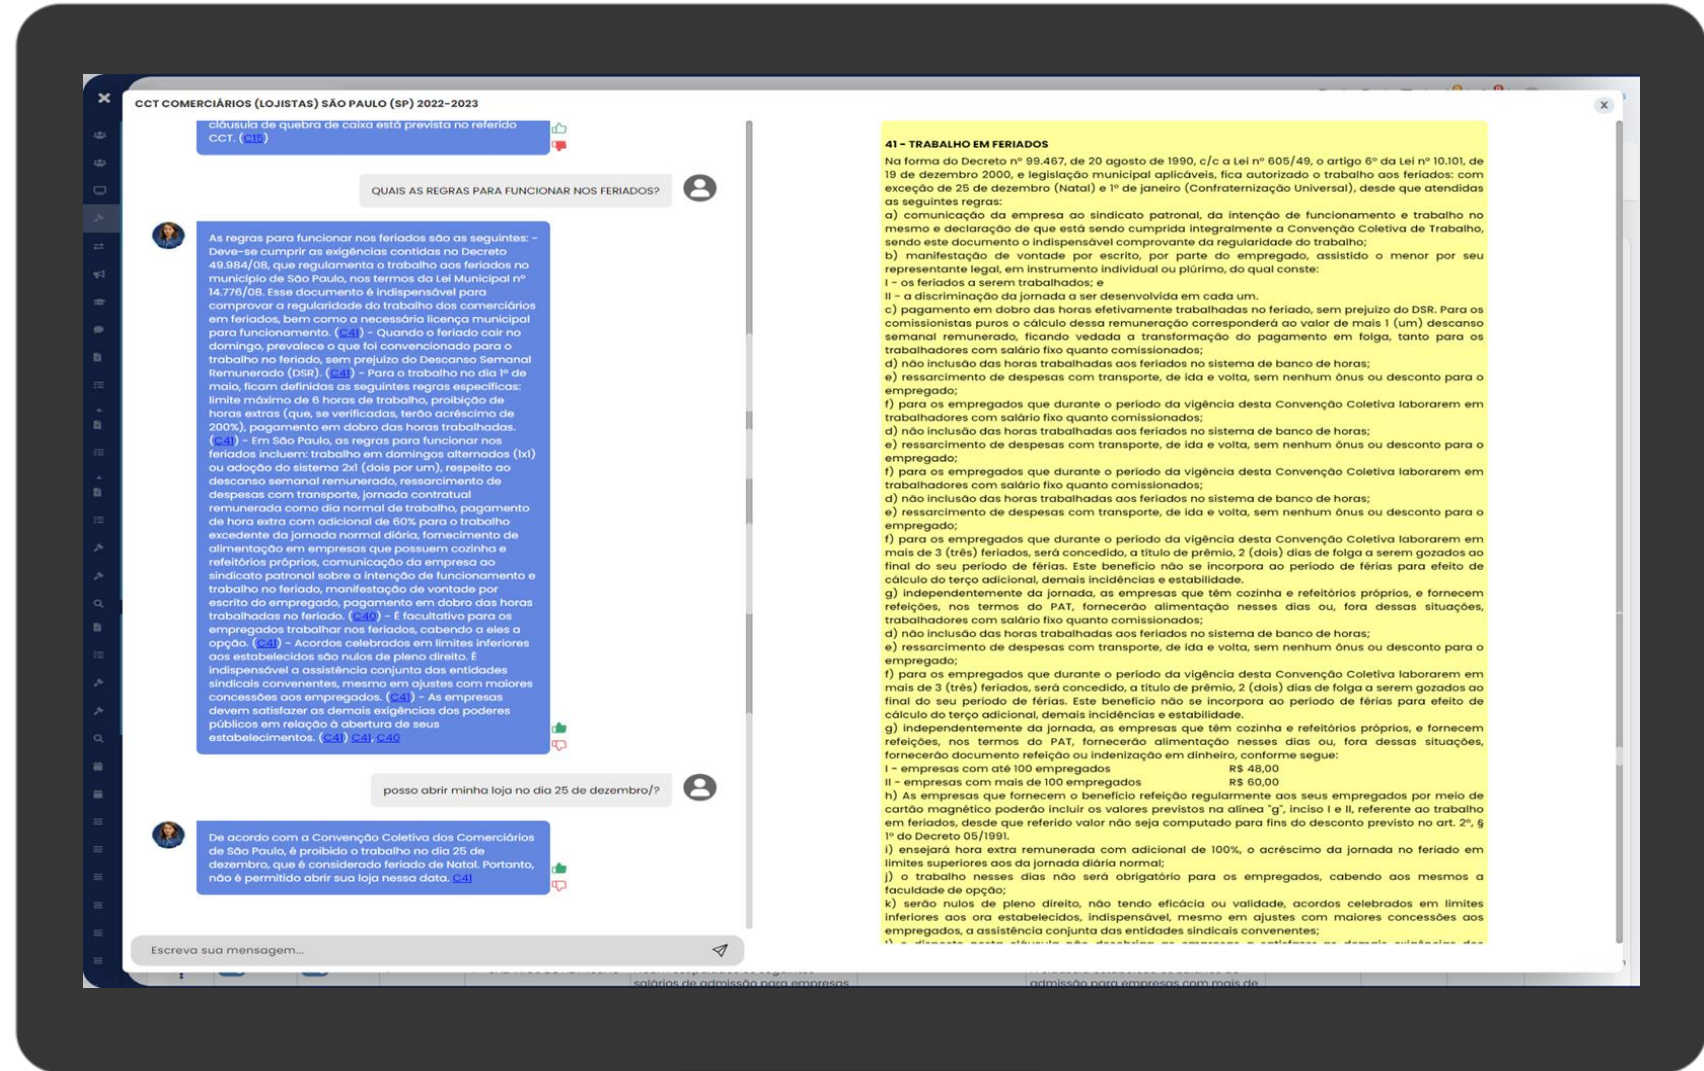 CCT COMERCIÁRIOS (LOJISTAS) SÃO PAULO (SP) 2022-2023
X
cláusula de quebra de caixa está prevista no referido
CCT. (C15)
QUAIS AS REGRAS PARA FUNCIONAR NOS FERIADOS?
As regras para funcionar nos feriados são as seguintes: -
Deve-se cumprir as exigências contidas no Decreto
49.984/08, que regulamenta o trabalho aos feriados no
município de São Paulo, nos termos da Lei Municipal nº
14.776/08. Esse documento é indispensável para
comprovar a regularidade do trabalho dos comerciários
em feriados, bem como a necessária licença municipal
para funcionamento. (C41) - Quando o feriado cair no
domingo, prevalece o que foi convencionado para o
trabalho no feriado, sem prejuízo do Descanso Semanal
Remunerado (DSR). (C41) - Para o trabalho no dia 1º de
maio, ficam definidas as seguintes regras específicas:
limite máximo de 6 horas de trabalho, proibição de
horas extras (que, se verificadas, terão acréscimo de
200%), pagamento em dobro das horas trabalhadas.
(C41) - Em São Paulo, as regras para funcionar nos
feriados incluem: trabalho em domingos alternados (1x1)
ou adoção do sistema 2x1 (dois por um), respeito ao
descanso semanal remunerado, ressarcimento de
despesas com transporte, jornada contratual
remunerada como dia normal de trabalho, pagamento
de hora extra com adicional de 60% para o trabalho
excedente da jornada normal diária, fornecimento de
alimentação em empresas que possuem cozinha e
refeitórios próprios, comunicação da empresa ao
sindicato patronal sobre a intenção de funcionamento e
trabalho no feriado, manifestação de vontade por
escrito do empregado, pagamento em dobro das horas
trabalhadas no feriado. (C40) - É facultativo para os
empregados trabalhar nos feriados, cabendo a eles a
opção. (C41) - Acordos celebrados em limites inferiores
aos estabelecidos são nulos de pleno direito. É
indispensável a assistência conjunta das entidades
sindicais convenentes, mesmo em ajustes com maiores
concessões aos empregados. (C41) - As empresas
devem satisfazer as demais exigências dos poderes
públicos em relação à abertura de seus
estabelecimentos. (C41) C41, C40
posso abrir minha loja no dia 25 de dezembro/?
De acordo com a Convenção Coletiva dos Comerciários
de São Paulo, é proibido o trabalho no dia 25 de
dezembro, que é considerado feriado de Natal. Portanto,
não é permitido abrir sua loja nessa data. C41
Escreva sua mensagem...
41 - TRABALHO EM FERIADOS
Na forma do Decreto nº 99.467, de 20 agosto de 1990, c/c a Lei nº 605/49, o artigo 6º da Lei nº 10.101, de
19 de dezembro 2000, e legislação municipal aplicáveis, fica autorizado o trabalho aos feriados: com
exceção de 25 de dezembro (Natal) e 1º de janeiro (Confraternização Universal), desde que atendidas
as seguintes regras:
a) comunicação da empresa ao sindicato patronal, da intenção de funcionamento e trabalho no
mesmo e declaração de que está sendo cumprida integralmente a Convenção Coletiva de Trabalho,
sendo este documento o indispensável comprovante da regularidade do trabalho;
b) manifestação de vontade por escrito, por parte do empregado, assistido o menor por seu
representante legal, em instrumento individual ou plúrimo, do qual conste:
I - os feriados a serem trabalhados; e
II - a discriminação da jornada a ser desenvolvida em cada um.
c) pagamento em dobro das horas efetivamente trabalhadas no feriado, sem prejuízo do DSR. Para os
comissionistas puros o cálculo dessa remuneração corresponderá ao valor de mais 1 (um) descanso
semanal remunerado, ficando vedada a transformação do pagamento em folga, tanto para os
trabalhadores com salário fixo quanto comissionados;
d) não inclusão das horas trabalhadas aos feriados no sistema de banco de horas;
e) ressarcimento de despesas com transporte, de ida e volta, sem nenhum ônus ou desconto para o
empregado;
f) para os empregados que durante o período da vigência desta Convenção Coletiva laborarem em
trabalhadores com salário fixo quanto comissionados;
d) não inclusão das horas trabalhadas aos feriados no sistema de banco de horas;
e) ressarcimento de despesas com transporte, de ida e volta, sem nenhum ônus ou desconto para o
empregado;
f) para os empregados que durante o período da vigência desta Convenção Coletiva laborarem em
trabalhadores com salário fixo quanto comissionados;
d) não inclusão das horas trabalhadas aos feriados no sistema de banco de horas;
e) ressarcimento de despesas com transporte, de ida e volta, sem nenhum ônus ou desconto para o
empregado;
f) para os empregados que durante o período da vigência desta Convenção Coletiva laborarem em
mais de 3 (três) feriados, será concedido, a título de prêmio, 2 (dois) dias de folga a serem gozados ao
final do seu período de férias. Este benefício não se incorpora ao período de férias para efeito de
cálculo do terço adicional, demais incidências e estabilidade.
g) independentemente da jornada, as empresas que têm cozinha e refeitórios próprios, e fornecem
refeições, nos termos do PAT, fornecerão alimentação nesses dias ou, fora dessas situações,
trabalhadores com salário fixo quanto comissionados;
d) não inclusão das horas trabalhadas aos feriados no sistema de banco de horas;
e) ressarcimento de despesas com transporte, de ida e volta, sem nenhum ônus ou desconto para o
empregado;
f) para os empregados que durante o período da vigência desta Convenção Coletiva laborarem em
mais de 3 (três) feriados, será concedido, a título de prêmio, 2 (dois) dias de folga a serem gozados ao
final do seu período de férias. Este benefício não se incorpora ao período de férias para efeito de
cálculo do terço adicional, demais incidências e estabilidade.
g) independentemente da jornada, as empresas que têm cozinha e refeitórios próprios, e fornecem
refeições, nos termos do PAT, fornecerão alimentação nesses dias ou, fora dessas situações,
fornecerão documento refeição ou indenização em dinheiro, conforme segue:
I - empresas com até 100 empregados R$ 48,00
II - empresas com mais de 100 empregados R$ 60,00
h) As empresas que fornecem o benefício refeição regularmente aos seus empregados por meio de
cartão magnético poderão incluir os valores previstos na alínea "g", inciso I e II, referente ao trabalho
em feriados, desde que referido valor não seja computado para fins do desconto previsto no art. 2º, §
1º do Decreto 05/1991.
i) ensejará hora extra remunerada com adicional de 100%, o acréscimo da jornada no feriado em
limites superiores aos da jornada diária normal;
j) o trabalho nesses dias não será obrigatório para os empregados, cabendo aos mesmos a
faculdade de opção;
k) serão nulos de pleno direito, não tendo eficácia ou validade, acordos celebrados em limites
inferiores aos ora estabelecidos, indispensável, mesmo em ajustes com maiores concessões aos
empregados, a assistência conjunta das entidades sindicais convenentes;
salários de admissão para empresas
admissão para empresas com mais de